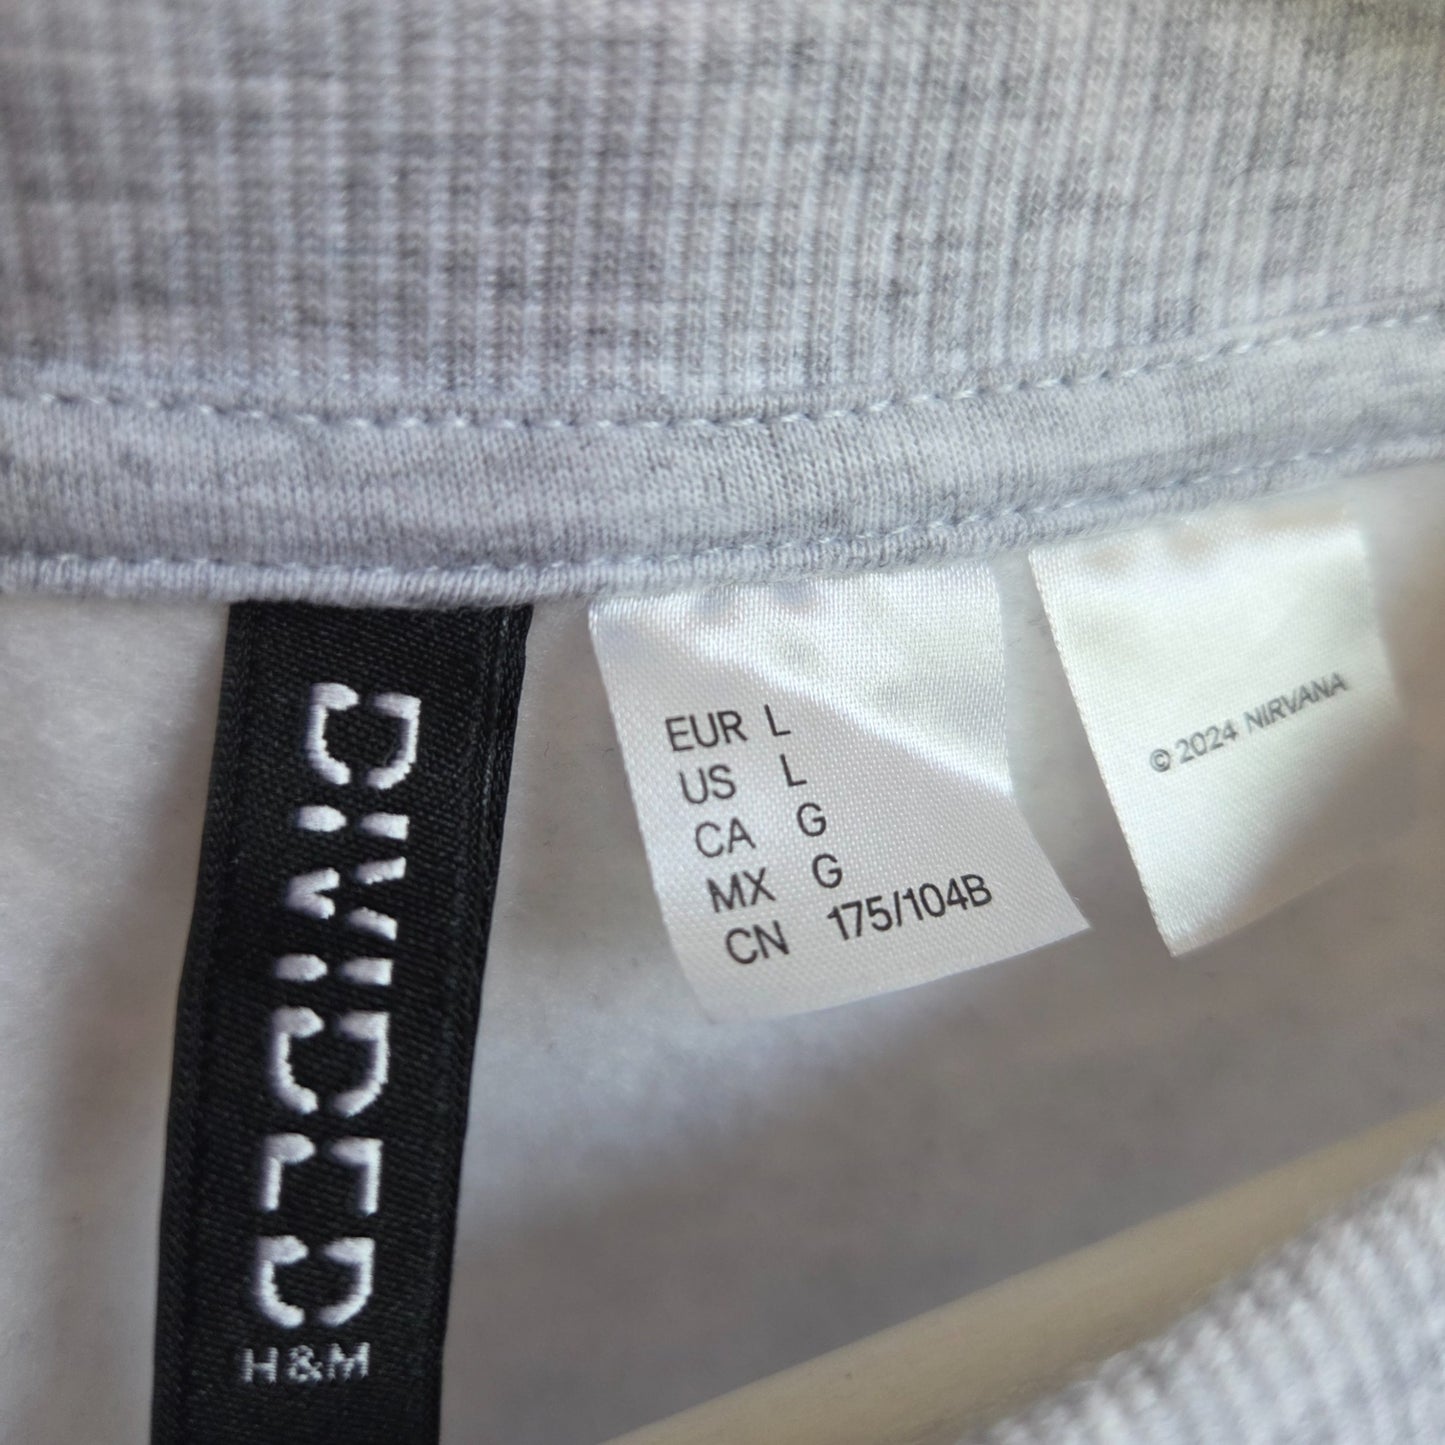 DIVIDED
H&M
EUR L
US L
CA G
MX G
CN 175/104B
© 2024 NIRVANA